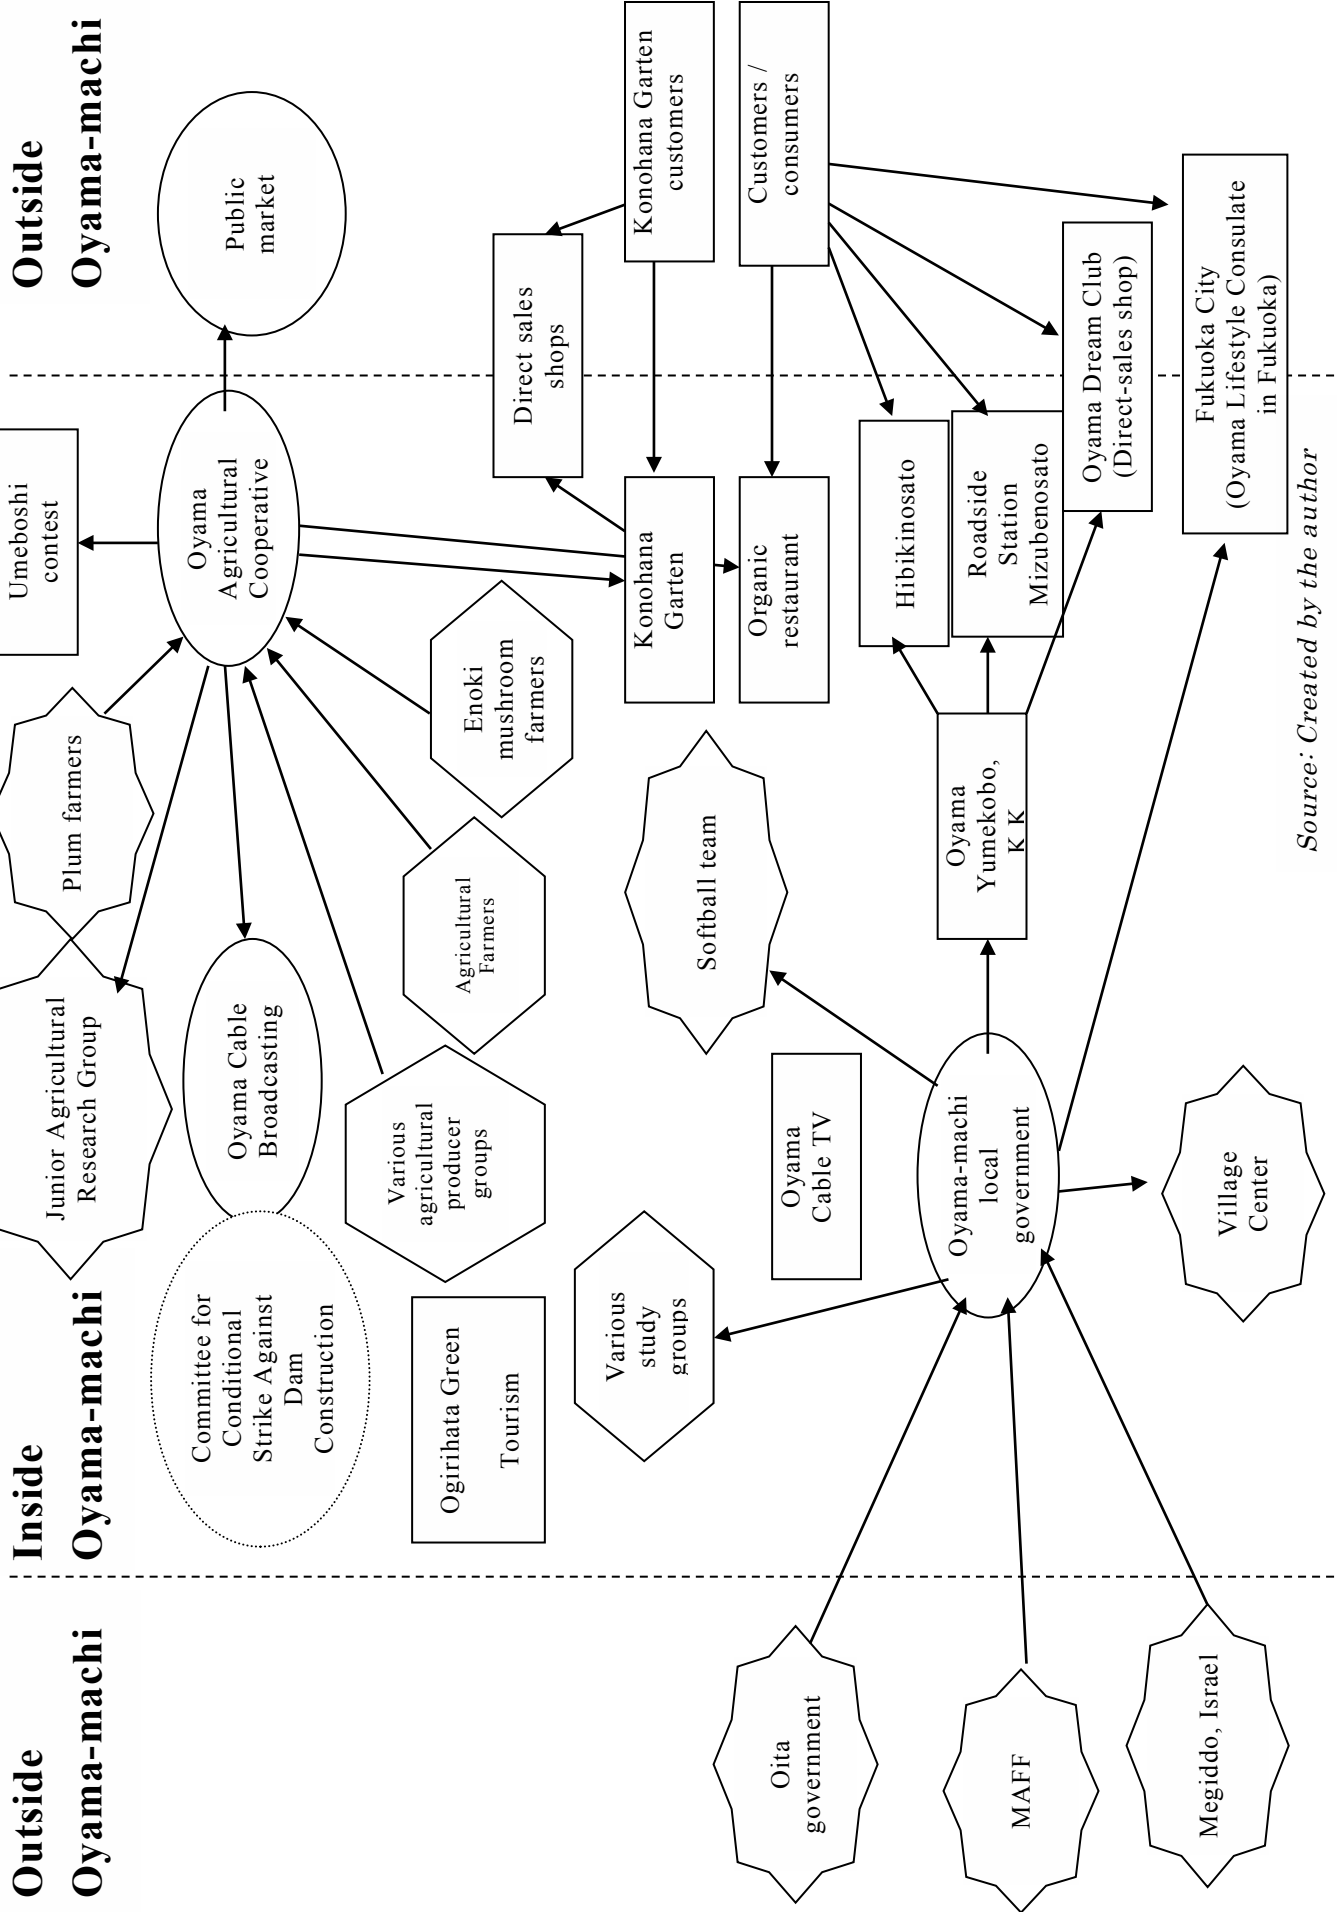 Outside
Oyama-machi
Inside
Oyama-machi
Outside
Oyama-machi
Junior Agricultural
Research Group
Plum farmers
Umeboshi
contest
Committee for
Conditional
Strike Against
Dam
Construction
Oyama Cable
Broadcasting
Oyama
Agricultural
Cooperative
Public
market
Various
agricultural
producer
groups
Agricultural
Farmers
Enoki
mushroom
farmers
Ogirihata Green
Tourism
Direct sales
shops
Various
study
groups
Softball team
Konohana
Garten
Konohana Garten
customers
Organic
restaurant
Customers /
consumers
Oyama
Cable TV
Oita
government
Hibikinosato
Oyama-machi
local
government
Oyama
Yumekobo,
K K
Roadside
Station
Mizubenosato
MAFF
Oyama Dream Club
(Direct-sales shop)
Megiddo, Israel
Village
Center
Fukuoka City
(Oyama Lifestyle Consulate
in Fukuoka)
Source: Created by the author